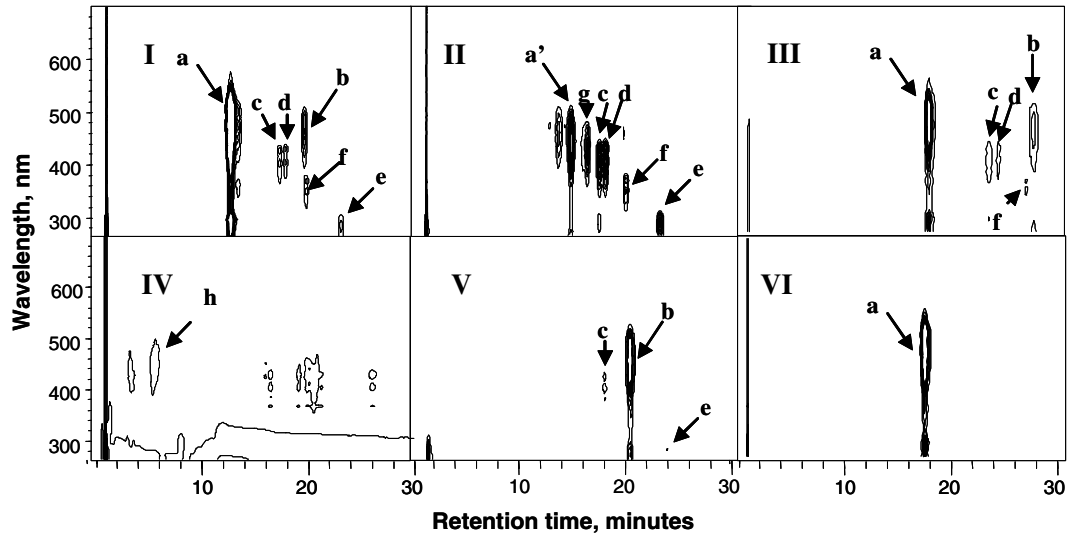 I a c d b f e
II a’ g c d f e
III a c d b f
600
500
400
300
Wavelength, nm
IV h
V c b e
VI a
600
500
400
300
10 20 30 10 20 30 10 20 30
Retention time, minutes